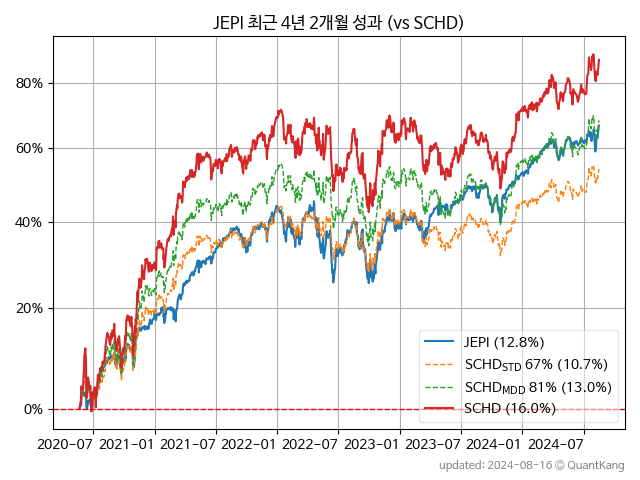 JEPI 최근 4년 2개월 성과 (vs SCHD)
80%
60%
40%
20%
0%
JEPI (12.8%)
SCHD_STD 67% (10.7%)
SCHD_MDD 81% (13.0%)
SCHD (16.0%)
2020-07 2021-01 2021-07 2022-01 2022-07 2023-01 2023-07 2024-01 2024-07
updated: 2024-08-16 © QuantKang